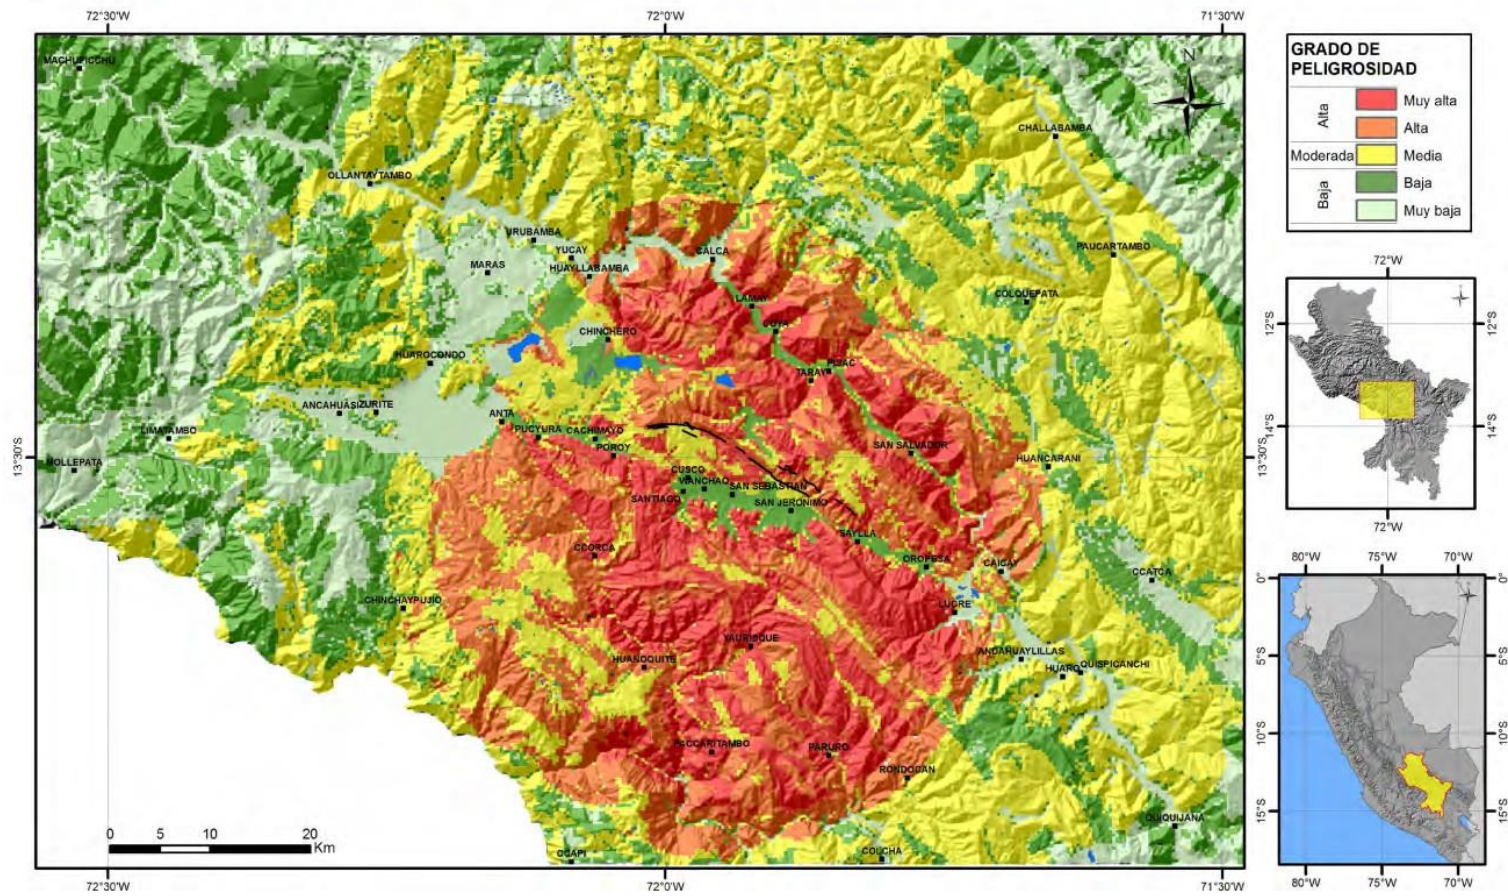 72°30'W
72°0'W
71°30'W
MACHUPICCHU
CHALLABAMBA
OLLANTAYTAMBO
URUBAMBA
YUCAY
PAUCARTAMBO
MARAS
HUAYLLABAMBA
CALCA
LAMAY
COLQUEPATA
COYA
CHINCHERO
HUAROCONDO
PISAC
TARAY
ANCAHUASI
ZURITE
ANTA
LIMATAMBO
PUCYURA
CACHIMAYO
POROY
SAN SALVADOR
13°30'S
13°30'S
MOLLEPATA
HUANCARANI
CUSCO
WANCHAQ
SAN SEBASTIAN
SANTIAGO
SAN JERONIMO
SAYLLA
CCORCA
OROPESA
CAICAY
CCATCA
CHINCHAYPUJIO
LUCRE
YAURISQUE
ANDAHUAYLILLAS
HUANOQUITE
HUARO
QUISPICANCHI
PACCARITAMBO
PARURO
RONDOCAN
QUIQUIJANA
CCAPI
COLCHA
0 5 10 20
Km
72°30'W
72°0'W
71°30'W
N
GRADO DE
PELIGROSIDAD
Alta
Muy alta
Alta
Moderada
Media
Baja
Baja
Muy baja
72°W
12°S
12°S
14°S
14°S
72°W
80°W
75°W
70°W
0°
0°
5°S
5°S
10°S
10°S
15°S
15°S
80°W
75°W
70°W